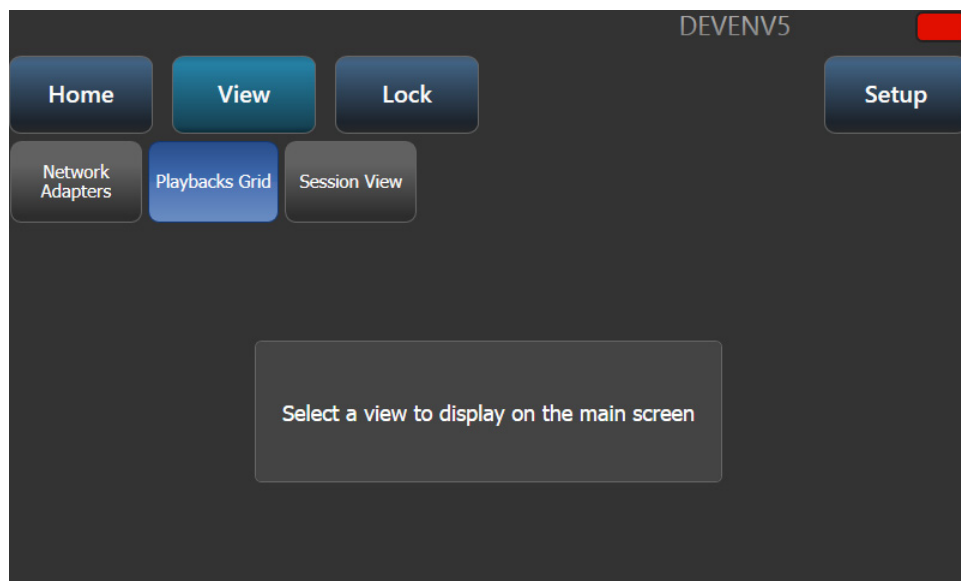 DEVENV5
Home
View
Lock
Setup
Network
Adapters
Playbacks Grid
Session View
Select a view to display on the main screen